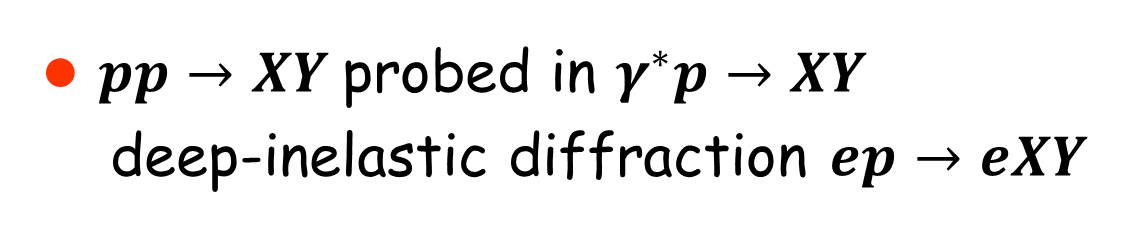 • pp → XY probed in γ*p → XY
deep-inelastic diffraction ep → eXY